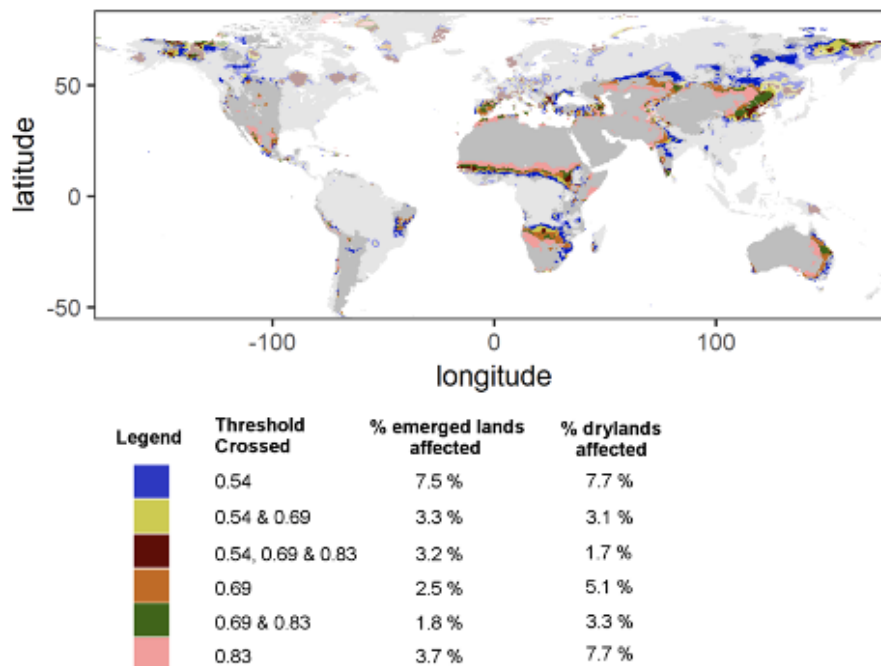 50
0
-50
latitude
-100
0
100
longitude
Legend
Threshold Crossed
% emerged lands affected
% drylands affected
0.54 7.5 % 7.7 %
0.54 & 0.69 3.3 % 3.1 %
0.54, 0.69 & 0.83 3.2 % 1.7 %
0.69 2.5 % 5.1 %
0.69 & 0.83 1.8 % 3.3 %
0.83 3.7 % 7.7 %